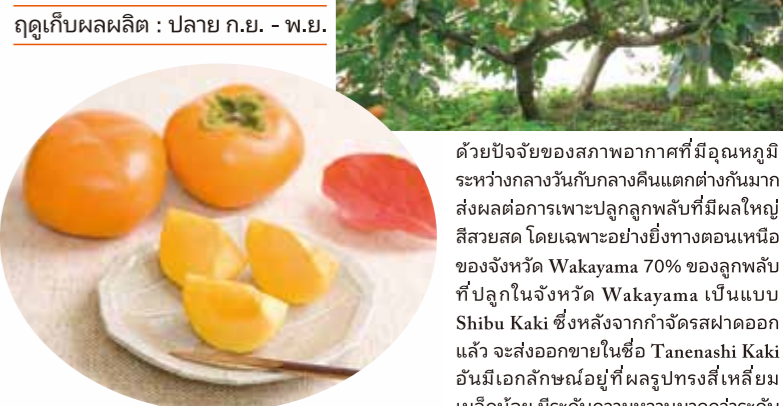 ฤดูเก็บผลผลิต : ปลาย ก.ย. - พ.ย.
ด้วยปัจจัยของสภาพอากาศที่มีอุณหภูมิ
ระหว่างกลางวันกับกลางคืนแตกต่างกันมาก
ส่งผลต่อการเพาะปลูกลูกพลับที่มีผลใหญ่
สีสวยสด โดยเฉพาะอย่างยิ่งทางตอนเหนือ
ของจังหวัด Wakayama 70% ของลูกพลับ
ที่ปลูกในจังหวัด Wakayama เป็นแบบ
Shibu Kaki ซึ่งหลังจากกำจัดรสฝาดออก
แล้ว จะส่งออกขายในชื่อ Tanenashi Kaki
อันมีเอกลักษณ์อยู่ที่ผลรูปทรงสี่เหลี่ยม